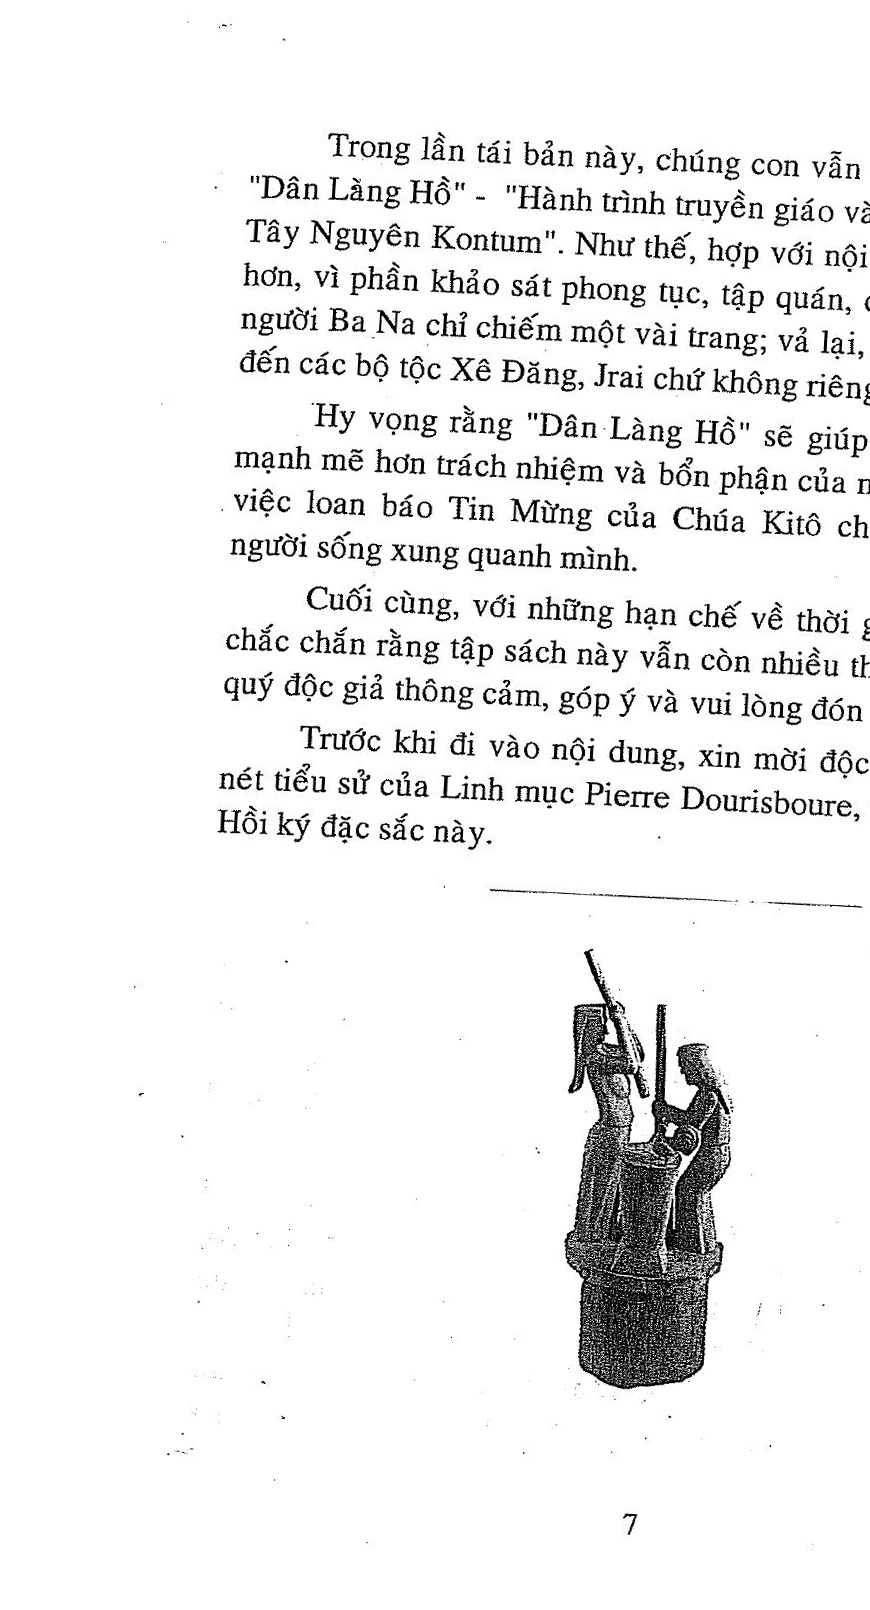 Trong lần tái bản này, chúng con vẫn
"Dân Làng Hồ" - "Hành trình truyền giáo và
Tây Nguyên Kontum". Như thế, hợp với nội
hơn, vì phần khảo sát phong tục, tập quán,
người Ba Na chỉ chiếm một vài trang; vả lại,
đến các bộ tộc Xê Đăng, Jrai chứ không riêng
Hy vọng rằng "Dân Làng Hồ" sẽ giúp
mạnh mẽ hơn trách nhiệm và bổn phận của
việc loan báo Tin Mừng của Chúa Kitô ch
người sống xung quanh mình.
Cuối cùng, với những hạn chế về thời g
chắc chắn rằng tập sách này vẫn còn nhiều th
quý độc giả thông cảm, góp ý và vui lòng đón
Trước khi đi vào nội dung, xin mời độc
nét tiểu sử của Linh mục Pierre Dourisboure,
Hồi ký đặc sắc này.
7